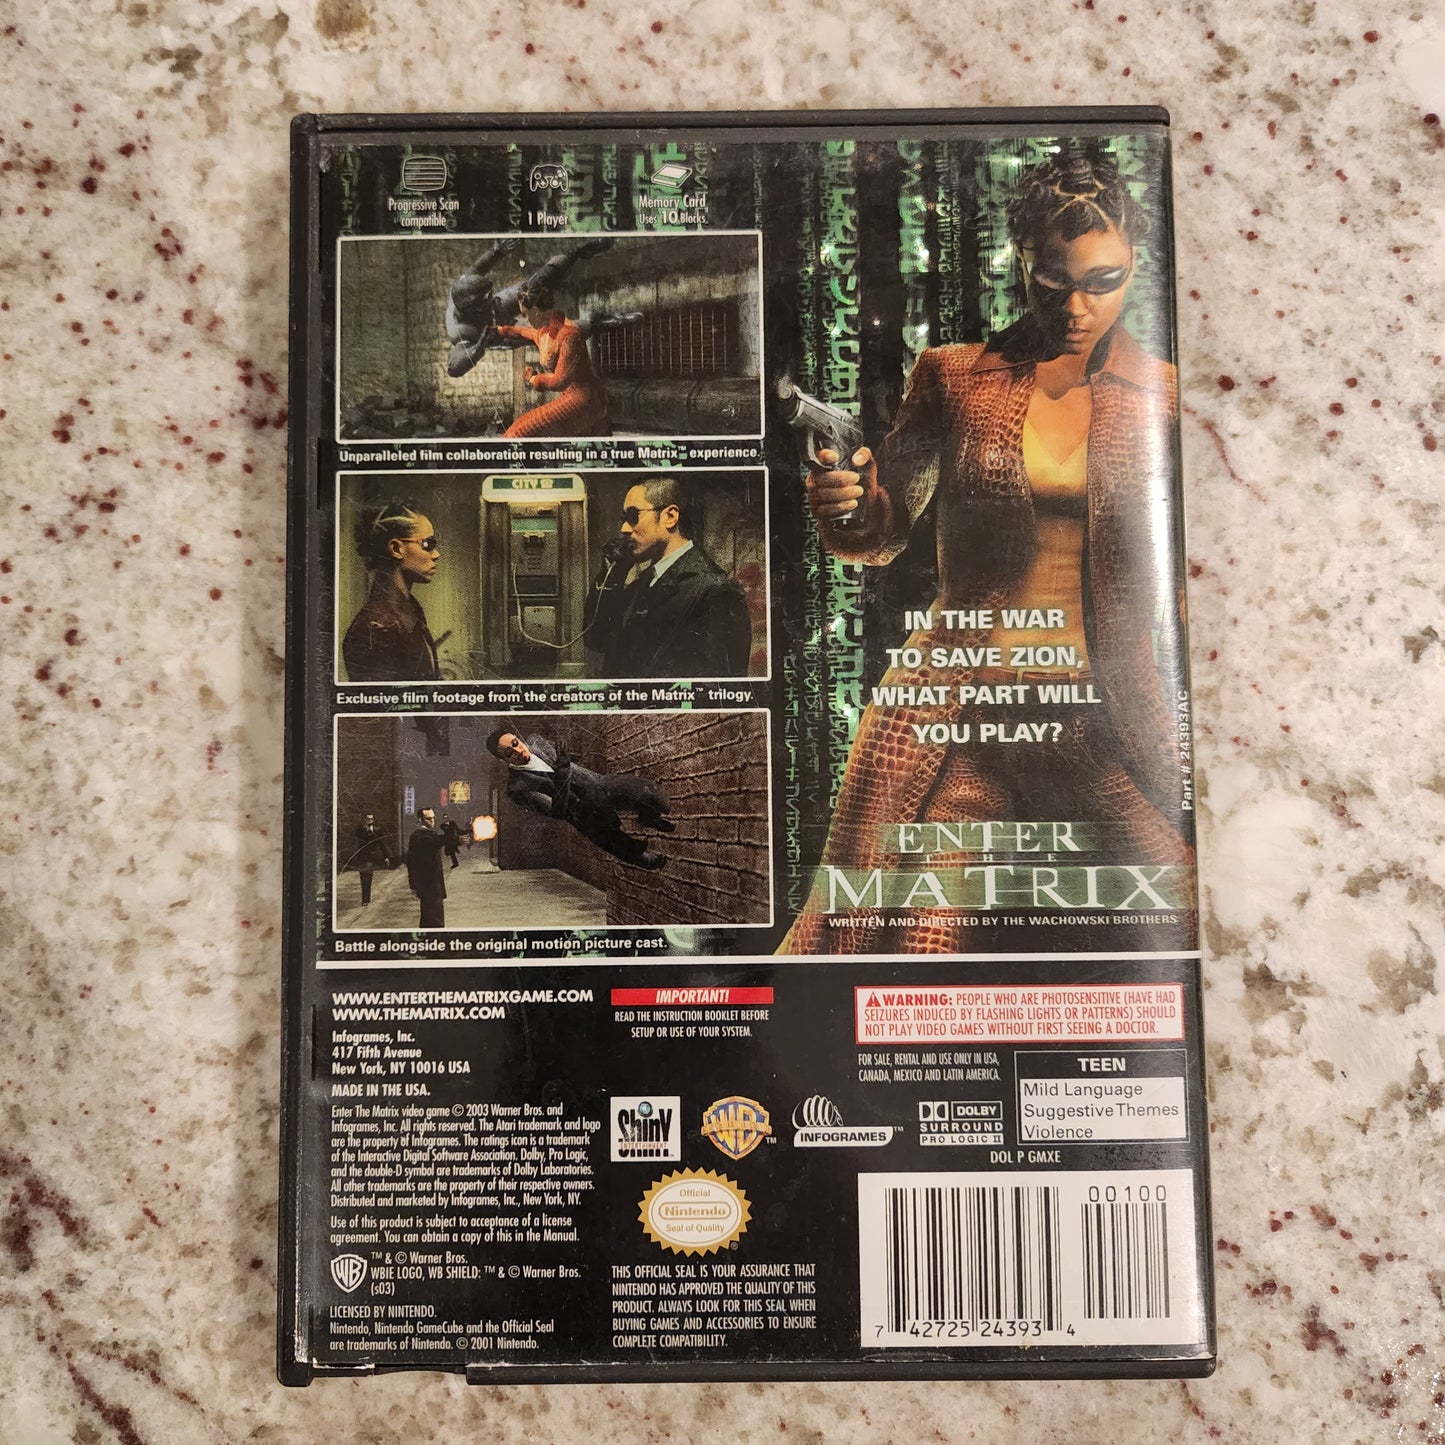 Progressive Scan
compatible
1 Player
Memory Card
Uses 10 Blocks
Unparalleled film collaboration resulting in a true Matrix™ experience.
CITY
Exclusive film footage from the creators of the Matrix™ trilogy.
Battle alongside the original motion picture cast.
IN THE WAR
TO SAVE ZION,
WHAT PART WILL
YOU PLAY?
Part # 24393AC
ENTER
THE
MATRIX
WRITTEN AND DIRECTED BY THE WACHOWSKI BROTHERS
WWW.ENTERTHEMATRIXGAME.COM
WWW.THEMATRIX.COM
Infogrames, Inc.
417 Fifth Avenue
New York, NY 10016 USA
MADE IN THE USA.
Enter The Matrix video game © 2003 Warner Bros. and
Infogrames, Inc. All rights reserved. The Atari trademark and logo
are the property of Infogrames. The ratings icon is a trademark
of the Interactive Digital Software Association. Dolby, Pro Logic,
and the double-D symbol are trademarks of Dolby Laboratories.
All other trademarks are the property of their respective owners.
Distributed and marketed by Infogrames, Inc., New York, NY.
Use of this product is subject to acceptance of a license
agreement. You can obtain a copy of this in the Manual.
WB
™ & © Warner Bros.
WBIE LOGO, WB SHIELD: ™ & © Warner Bros.
(s03)
LICENSED BY NINTENDO.
Nintendo, Nintendo GameCube and the Official Seal
are trademarks of Nintendo. © 2001 Nintendo.
IMPORTANT!
READ THE INSTRUCTION BOOKLET BEFORE
SETUP OR USE OF YOUR SYSTEM.
Shiny
ENTERTAINMENT
WB™
INFOGRAMES™
DOLBY
SURROUND
PRO LOGIC II
Official
Nintendo
Seal of Quality
®
THIS OFFICIAL SEAL IS YOUR ASSURANCE THAT
NINTENDO HAS APPROVED THE QUALITY OF THIS
PRODUCT. ALWAYS LOOK FOR THIS SEAL WHEN
BUYING GAMES AND ACCESSORIES TO ENSURE
COMPLETE COMPATIBILITY.
WARNING: PEOPLE WHO ARE PHOTOSENSITIVE (HAVE HAD
SEIZURES INDUCED BY FLASHING LIGHTS OR PATTERNS) SHOULD
NOT PLAY VIDEO GAMES WITHOUT FIRST SEEING A DOCTOR.
FOR SALE, RENTAL AND USE ONLY IN USA,
CANADA, MEXICO AND LATIN AMERICA.
TEEN
Mild Language
Suggestive Themes
Violence
DOL P GMXE
00100
7 42725 24393 4